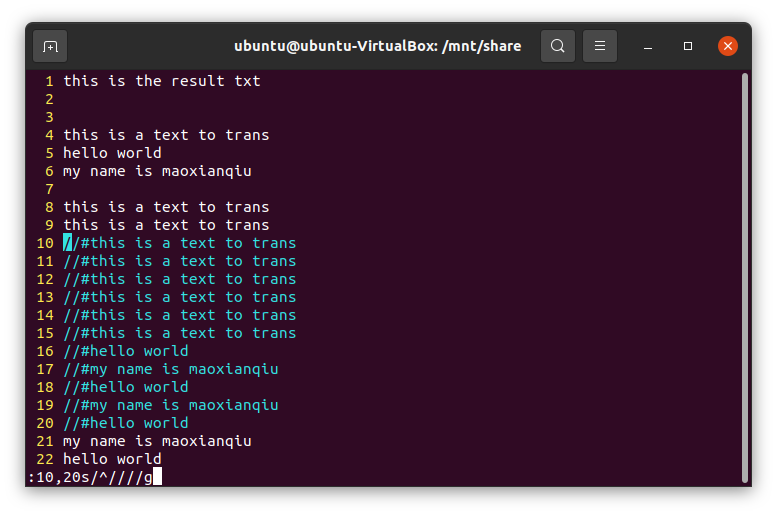 ubuntu@ubuntu-VirtualBox: /mnt/share
1 this is the result txt
2
3
4 this is a text to trans
5 hello world
6 my name is maoxianqiu
7
8 this is a text to trans
9 this is a text to trans
10 //#this is a text to trans
11 //#this is a text to trans
12 //#this is a text to trans
13 //#this is a text to trans
14 //#this is a text to trans
15 //#this is a text to trans
16 //#hello world
17 //#my name is maoxianqiu
18 //#hello world
19 //#my name is maoxianqiu
20 //#hello world
21 my name is maoxianqiu
22 hello world
:10,20s/^////g